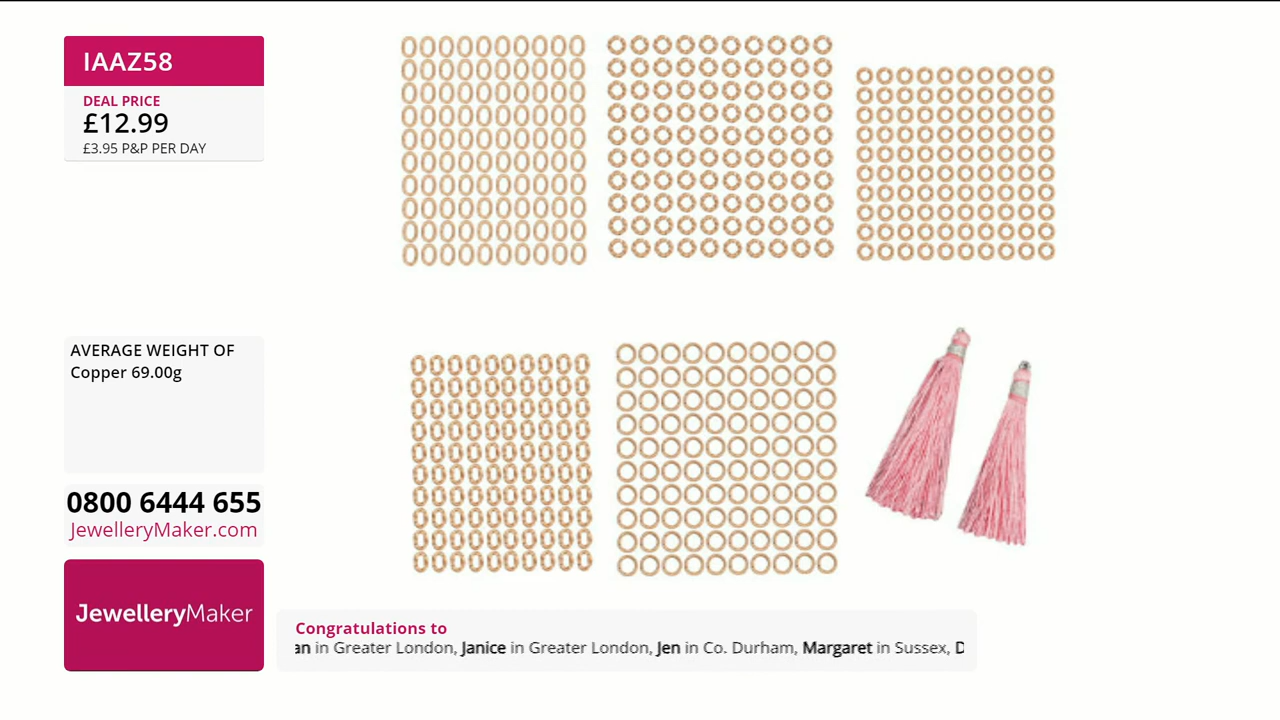 IAAZ58
DEAL PRICE
£12.99
£3.95 P&P PER DAY
AVERAGE WEIGHT OF
Copper 69.00g
0800 6444 655
JewelleryMaker.com
JewelleryMaker
Congratulations to
an in Greater London, Janice in Greater London, Jen in Co. Durham, Margaret in Sussex, D